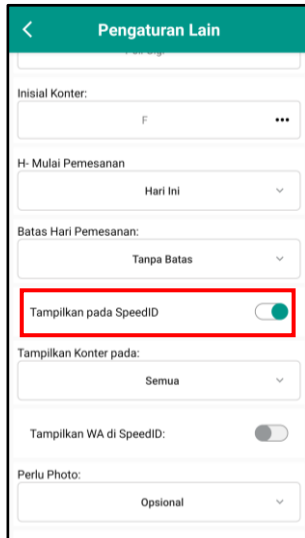 Pengaturan Lain
Inisial Konter:
F
H- Mulai Pemesanan
Hari Ini
Batas Hari Pemesanan:
Tanpa Batas
Tampilkan pada SpeedID
Tampilkan Konter pada:
Semua
Tampilkan WA di SpeedID:
Perlu Photo:
Opsional